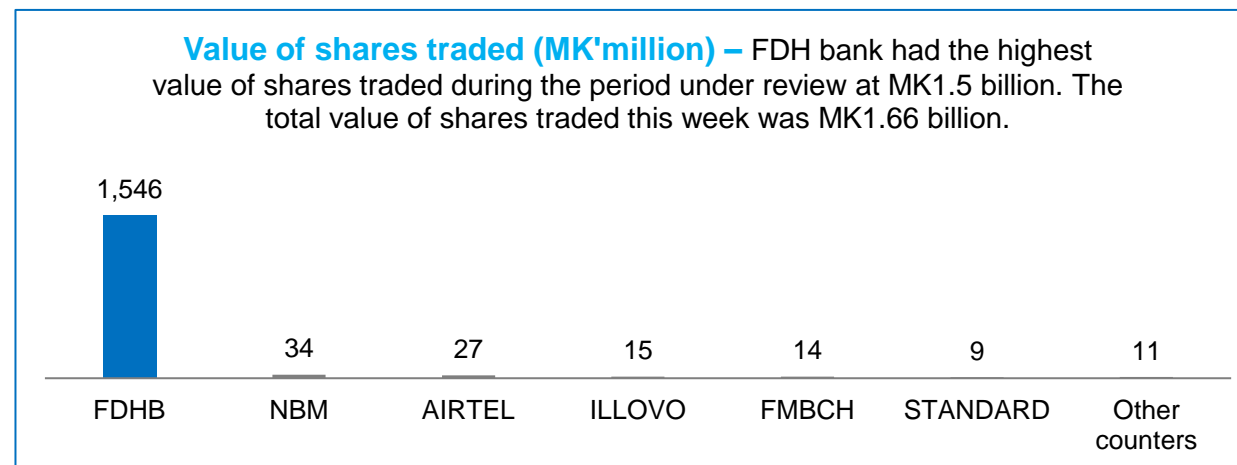 Value of shares traded (MK'million) – FDH bank had the highest
value of shares traded during the period under review at MK1.5 billion. The
total value of shares traded this week was MK1.66 billion.
1,546
34
27
15
14
9
11
FDHB
NBM
AIRTEL
ILLOVO
FMBCH
STANDARD
Other
counters